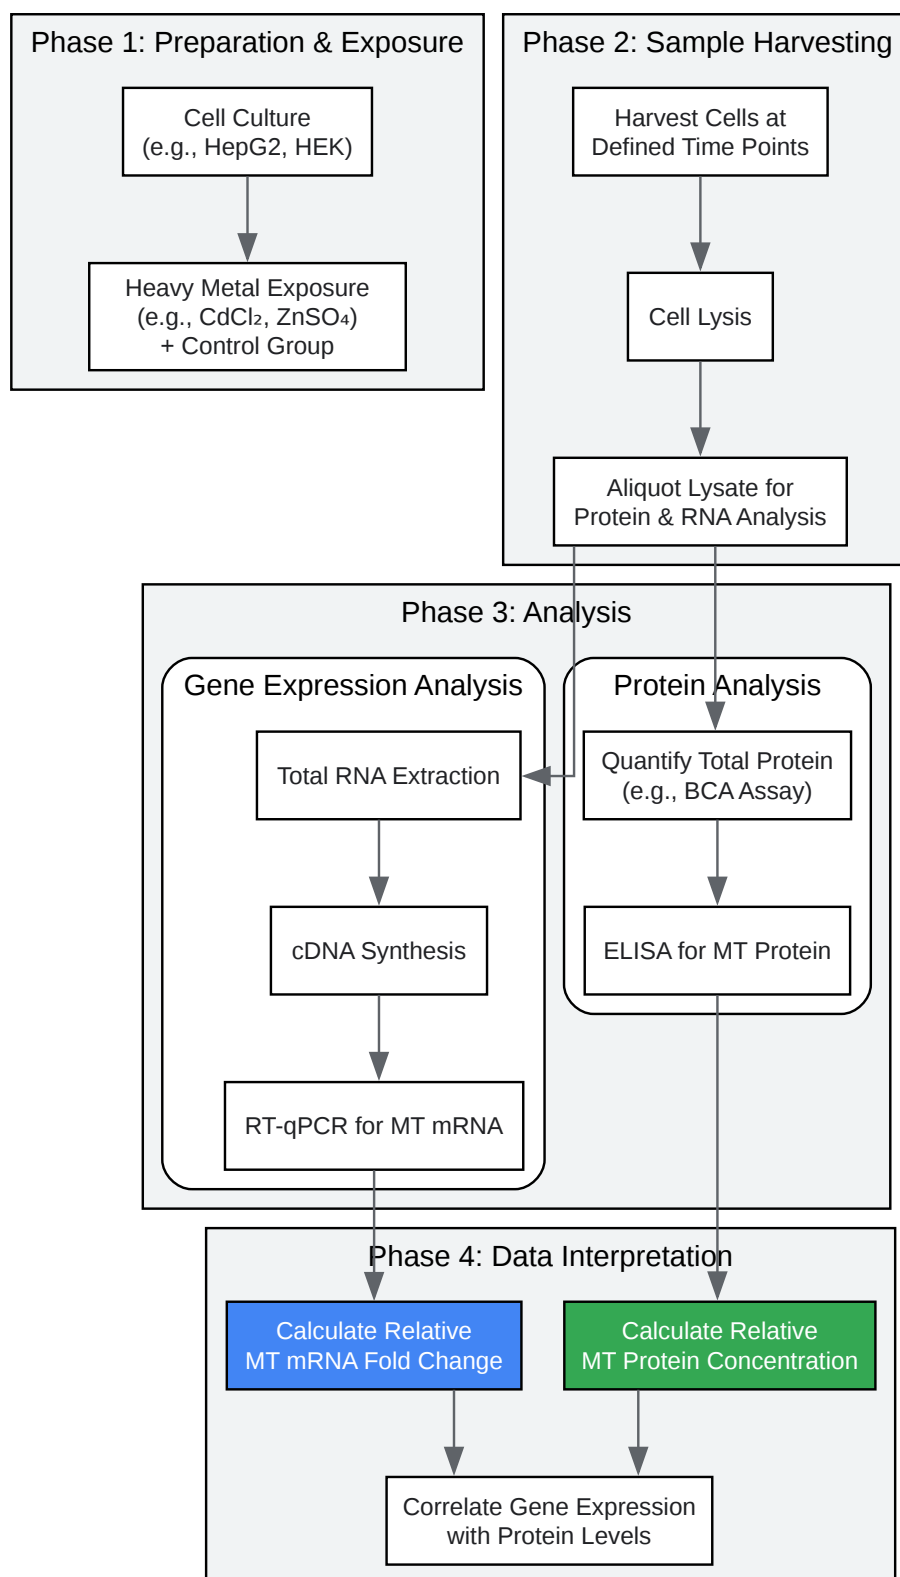 Phase 1: Preparation & Exposure
Cell Culture
(e.g., HepG2, HEK)
Heavy Metal Exposure
(e.g., CdCl₂, ZnSO₄)
+ Control Group
Phase 2: Sample Harvesting
Harvest Cells at
Defined Time Points
Cell Lysis
Aliquot Lysate for
Protein & RNA Analysis
Phase 3: Analysis
Gene Expression Analysis
Total RNA Extraction
cDNA Synthesis
RT-qPCR for MT mRNA
Protein Analysis
Quantify Total Protein
(e.g., BCA Assay)
ELISA for MT Protein
Phase 4: Data Interpretation
Calculate Relative
MT mRNA Fold Change
Calculate Relative
MT Protein Concentration
Correlate Gene Expression
with Protein Levels